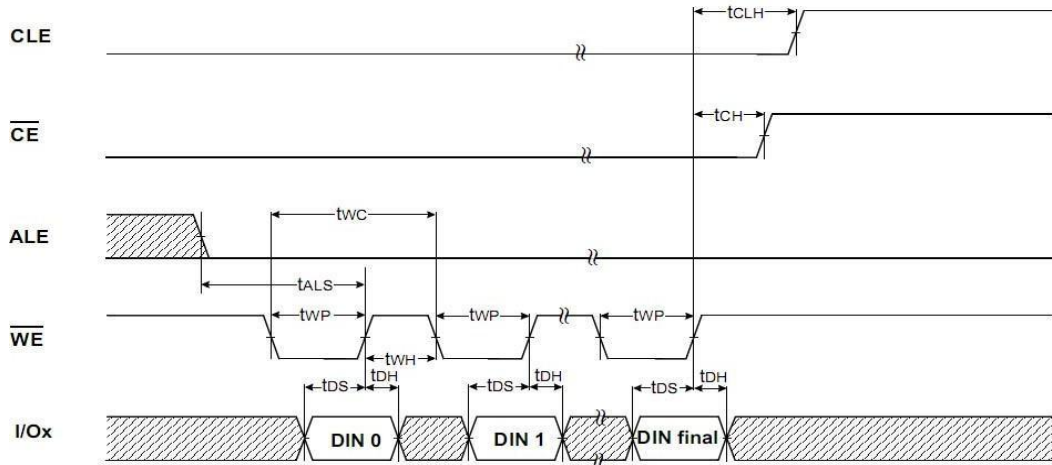 CLE
tCLH
CE
tCH
ALE
tWC
tALS
WE
tWP
tWP
tWP
tWH
tDS
tDH
tDS
tDH
tDS
tDH
I/Ox
DIN 0
DIN 1
DIN final